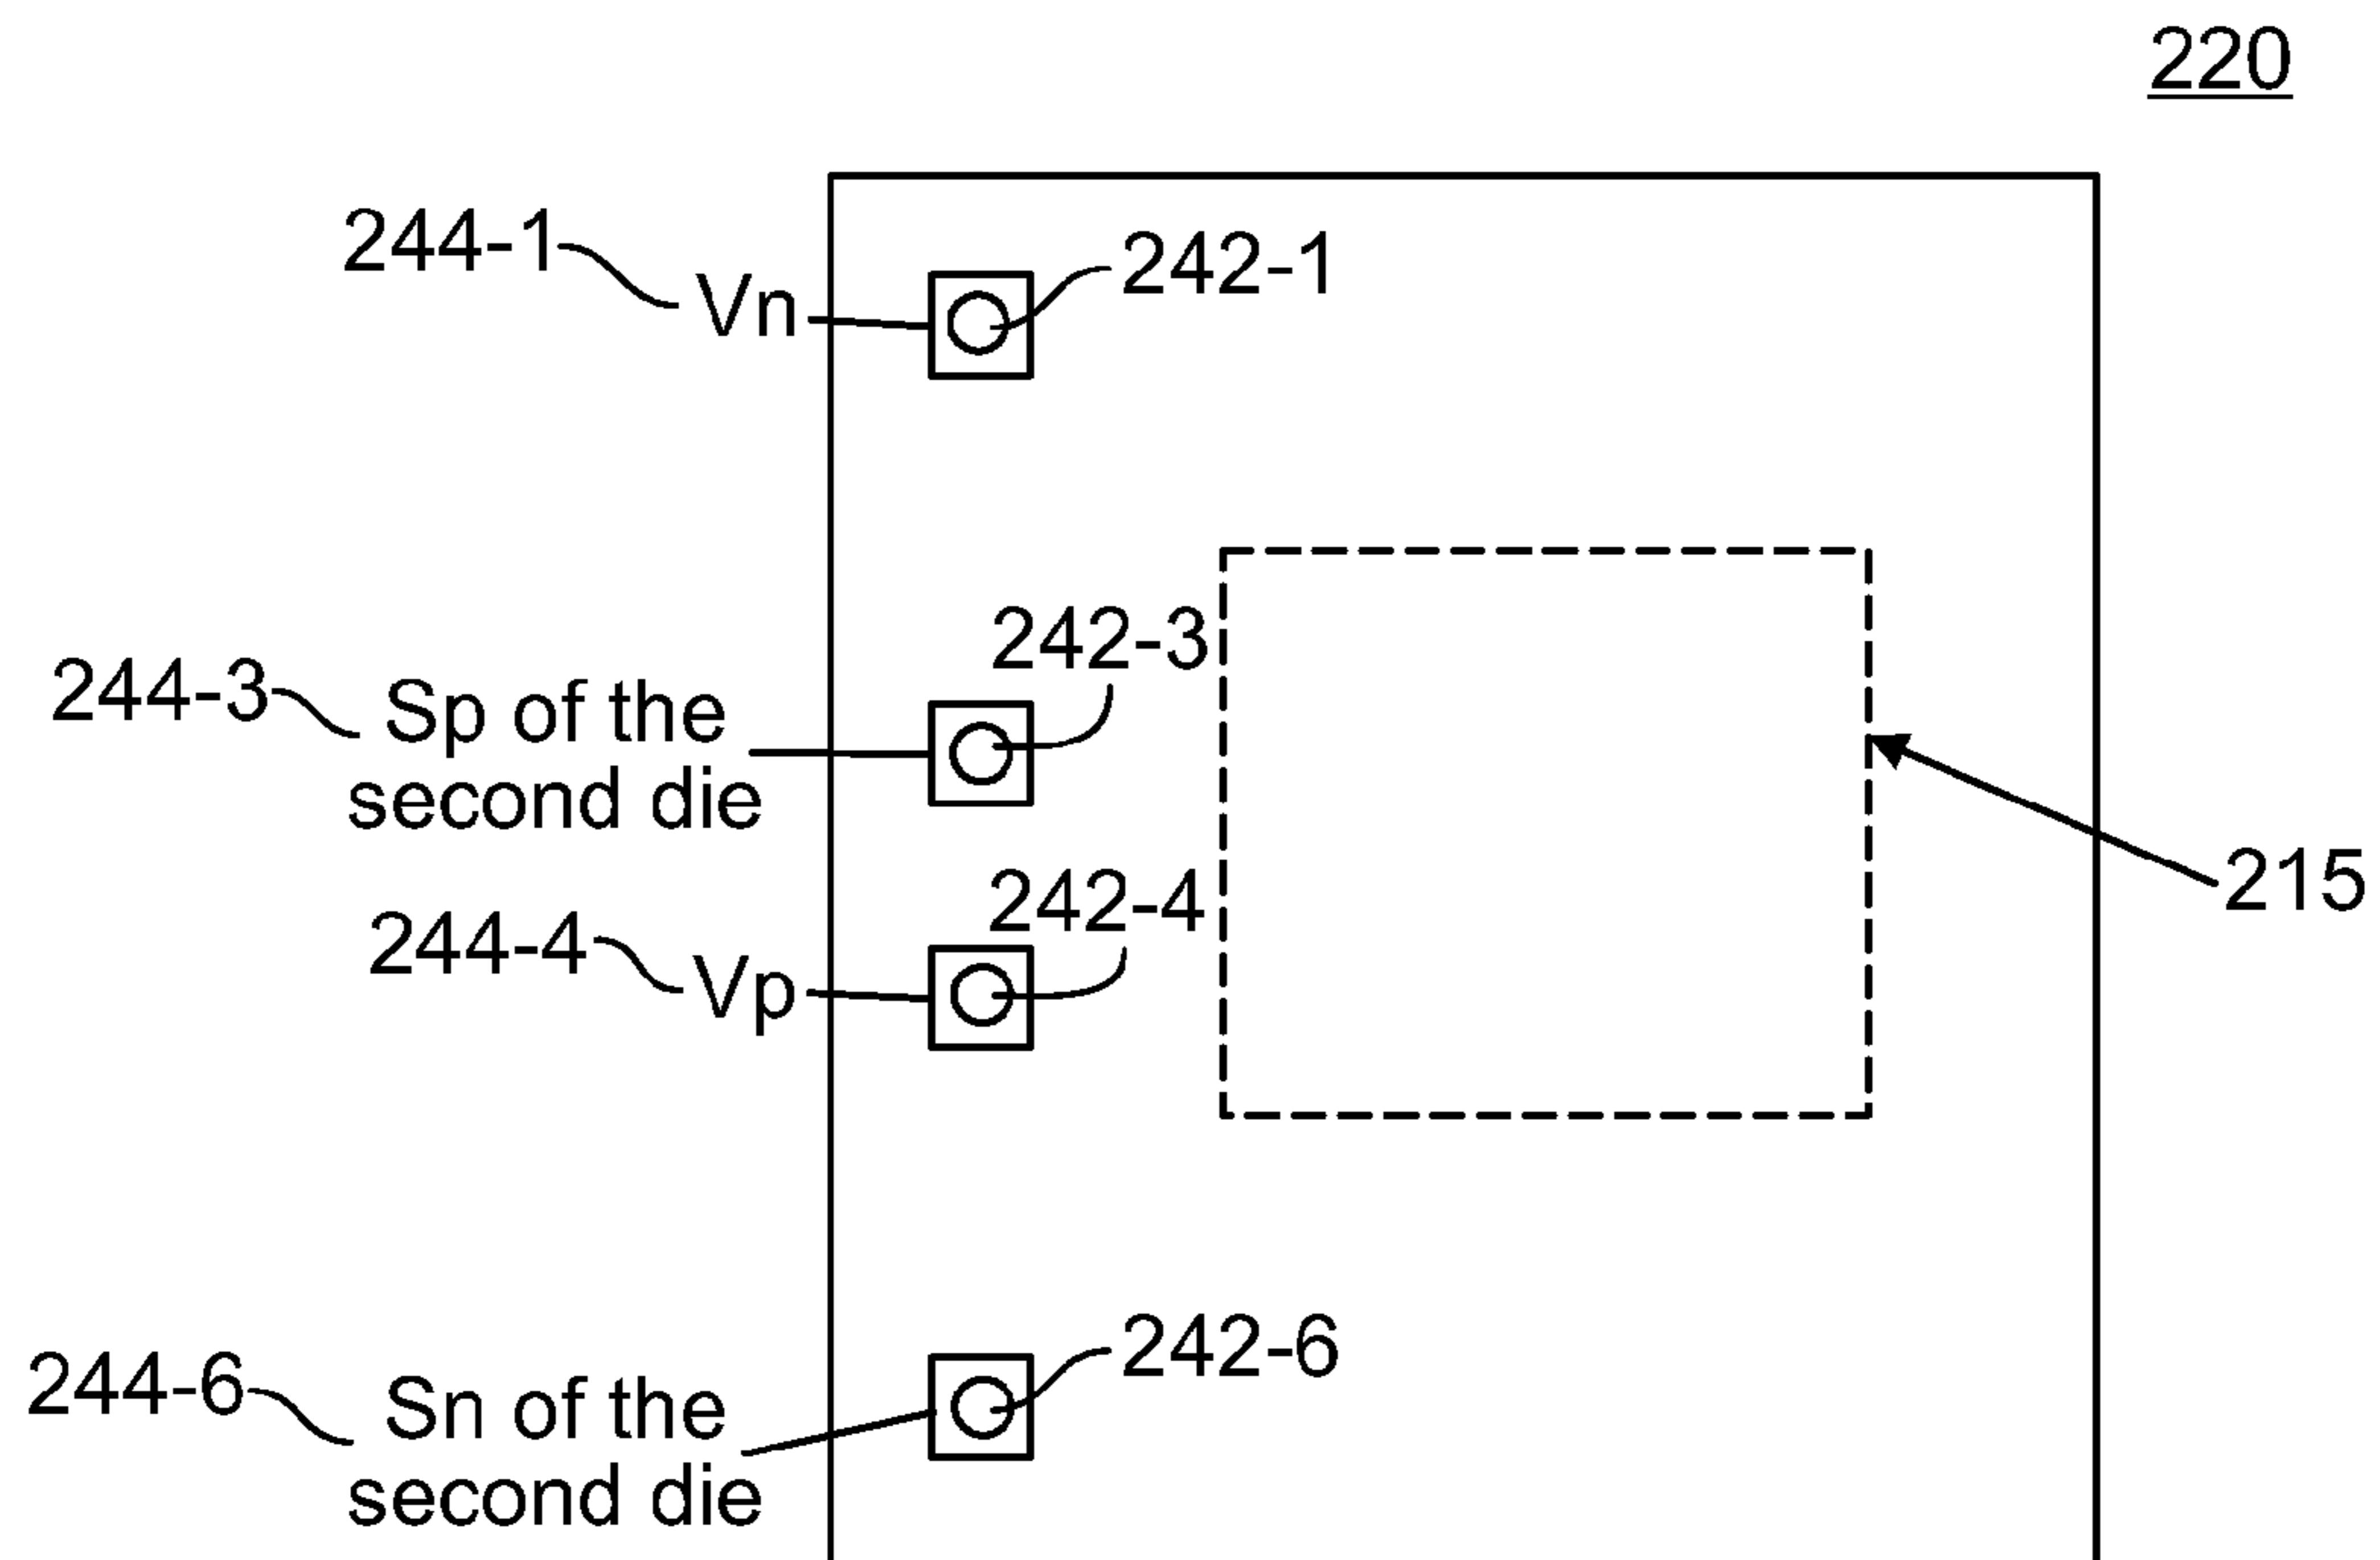 220
244-1
242-1
Vn
242-3
244-3
Sp of the
second die
215
242-4
244-4
Vp
242-6
244-6
Sn of the
second die